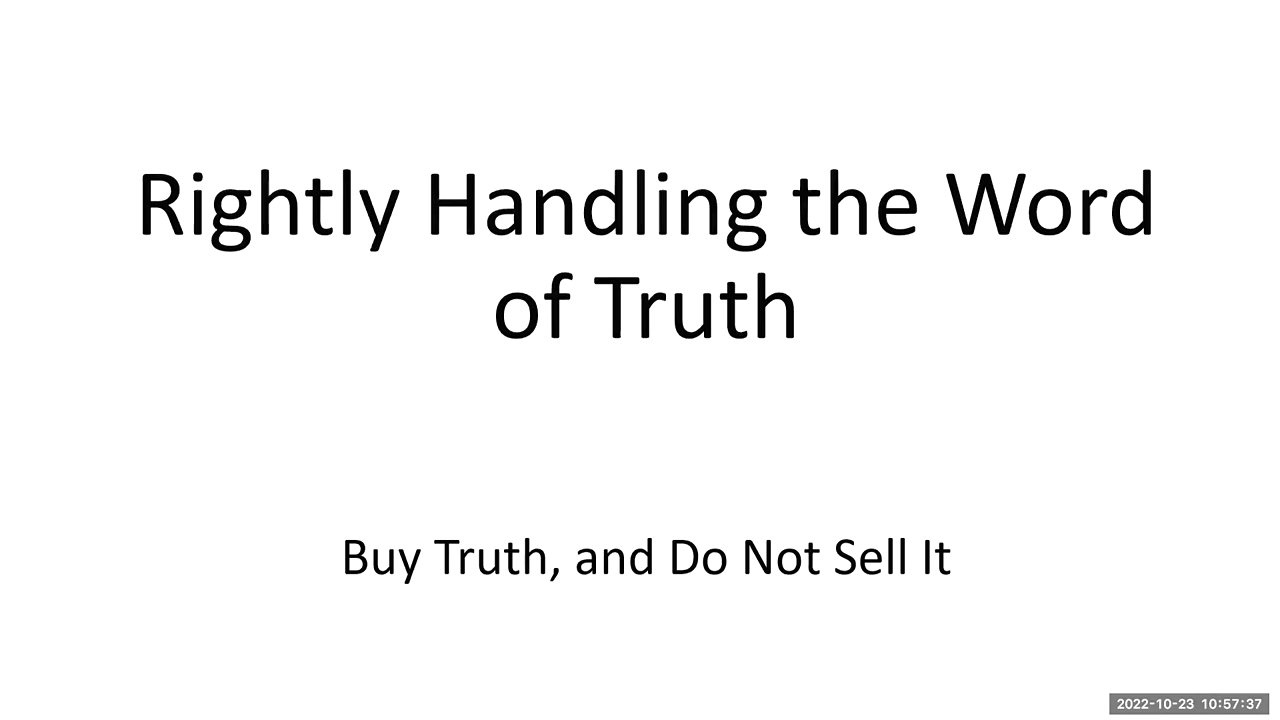 Rightly Handling the Word
of Truth
Buy Truth, and Do Not Sell It
2022-10-23 10:57:37